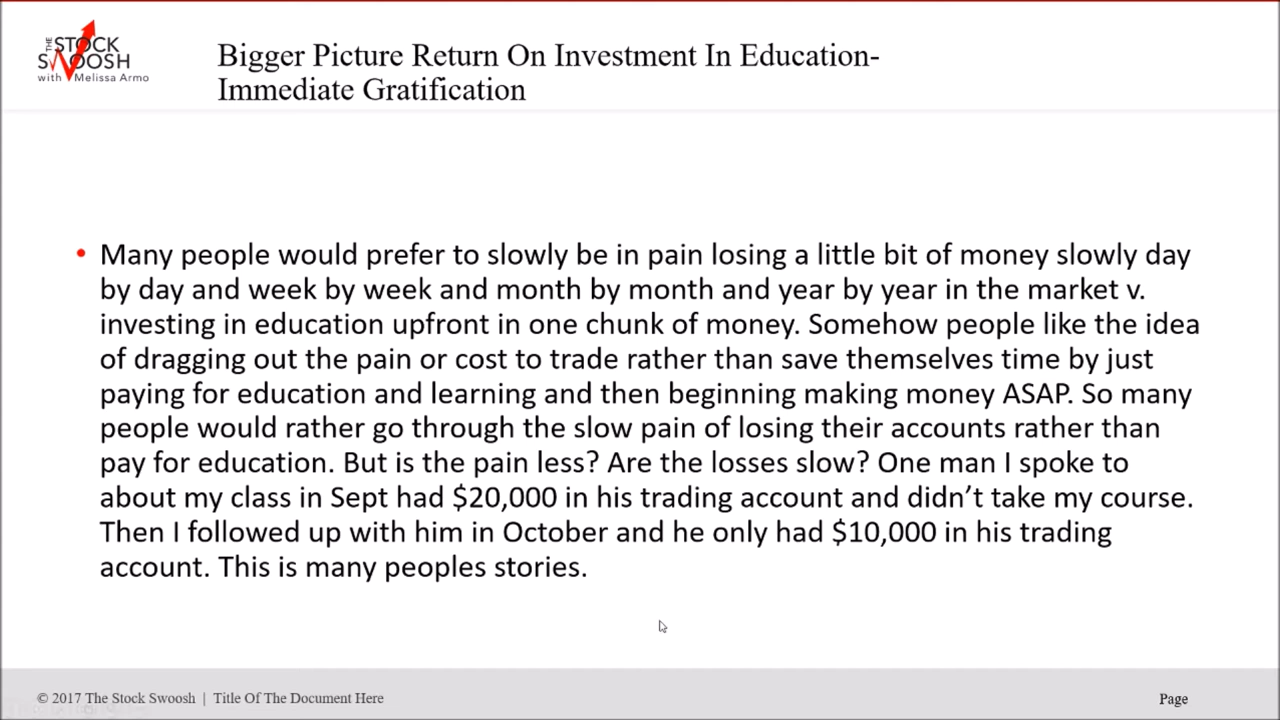 THE
STOCK
SWOOSH
with Melissa Armo
Bigger Picture Return On Investment In Education-
Immediate Gratification
• Many people would prefer to slowly be in pain losing a little bit of money slowly day
by day and week by week and month by month and year by year in the market v.
investing in education upfront in one chunk of money. Somehow people like the idea
of dragging out the pain or cost to trade rather than save themselves time by just
paying for education and learning and then beginning making money ASAP. So many
people would rather go through the slow pain of losing their accounts rather than
pay for education. But is the pain less? Are the losses slow? One man I spoke to
about my class in Sept had $20,000 in his trading account and didn’t take my course.
Then I followed up with him in October and he only had $10,000 in his trading
account. This is many peoples stories.
© 2017 The Stock Swoosh | Title Of The Document Here
Page